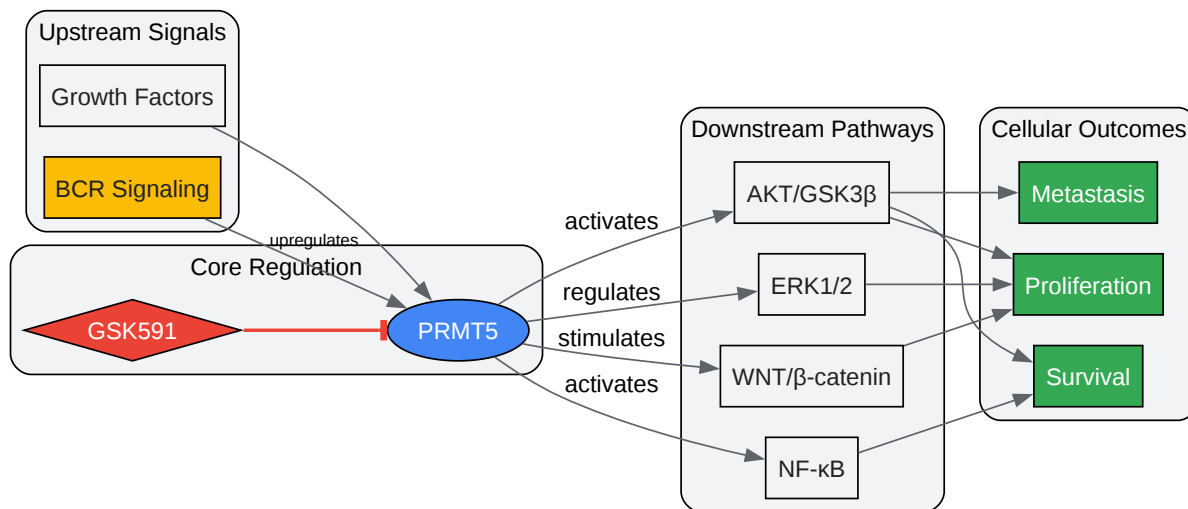 Upstream Signals
Growth Factors
BCR Signaling
upregulates
Core Regulation
GSK591
PRMT5
activates
regulates
stimulates
activates
Downstream Pathways
AKT/GSK3β
ERK1/2
WNT/β-catenin
NF-κB
Cellular Outcomes
Metastasis
Proliferation
Survival